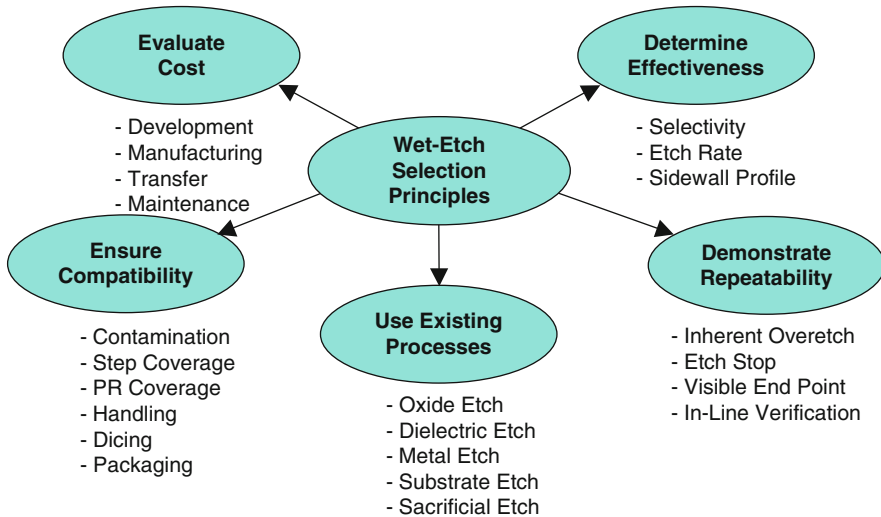 Evaluate
Cost
- Development
- Manufacturing
- Transfer
- Maintenance
Determine
Effectiveness
- Selectivity
- Etch Rate
- Sidewall Profile
Wet-Etch
Selection
Principles
Ensure
Compatibility
- Contamination
- Step Coverage
- PR Coverage
- Handling
- Dicing
- Packaging
Use Existing
Processes
- Oxide Etch
- Dielectric Etch
- Metal Etch
- Substrate Etch
- Sacrificial Etch
Demonstrate
Repeatability
- Inherent Overetch
- Etch Stop
- Visible End Point
- In-Line Verification